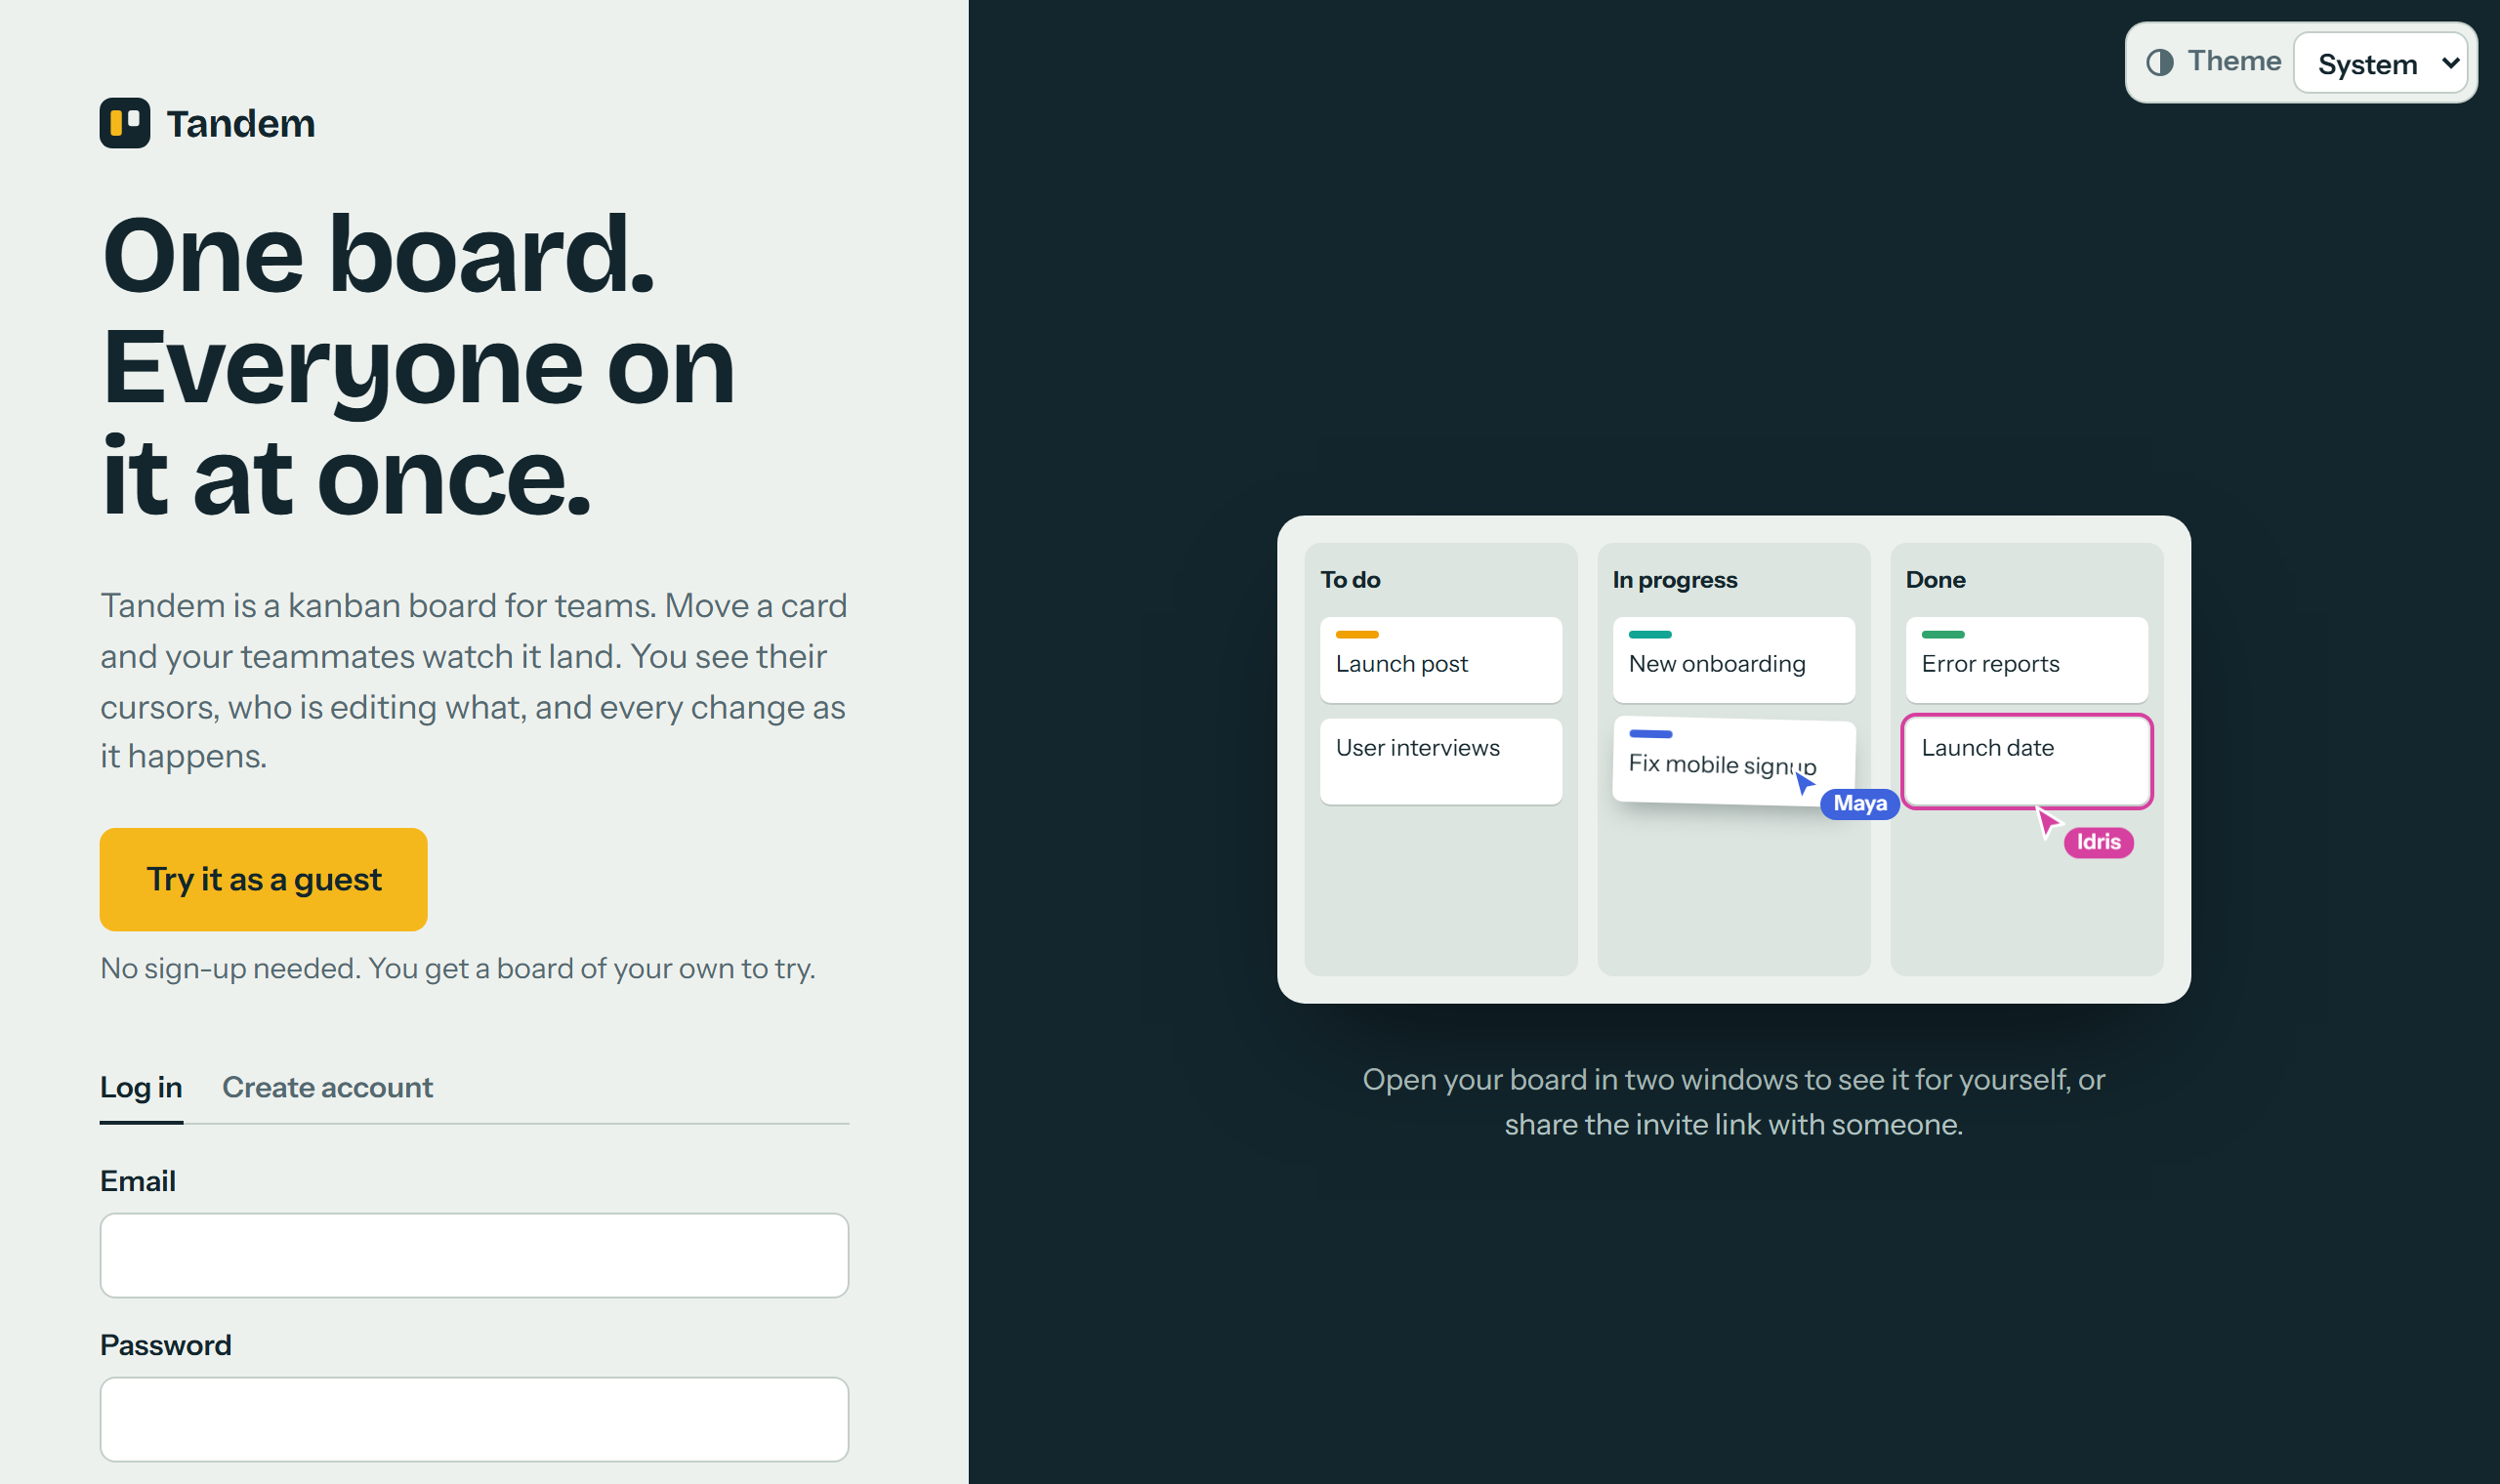 Tandem
One board.
Everyone on
it at once.
Tandem is a kanban board for teams. Move a card
and your teammates watch it land. You see their
cursors, who is editing what, and every change as
it happens.
Try it as a guest
No sign-up needed. You get a board of your own to try.
Log in
Create account
Email
Password
Theme
System
To do
Launch post
User interviews
In progress
New onboarding
Fix mobile signup
Maya
Done
Error reports
Launch date
Idris
Open your board in two windows to see it for yourself, or
share the invite link with someone.